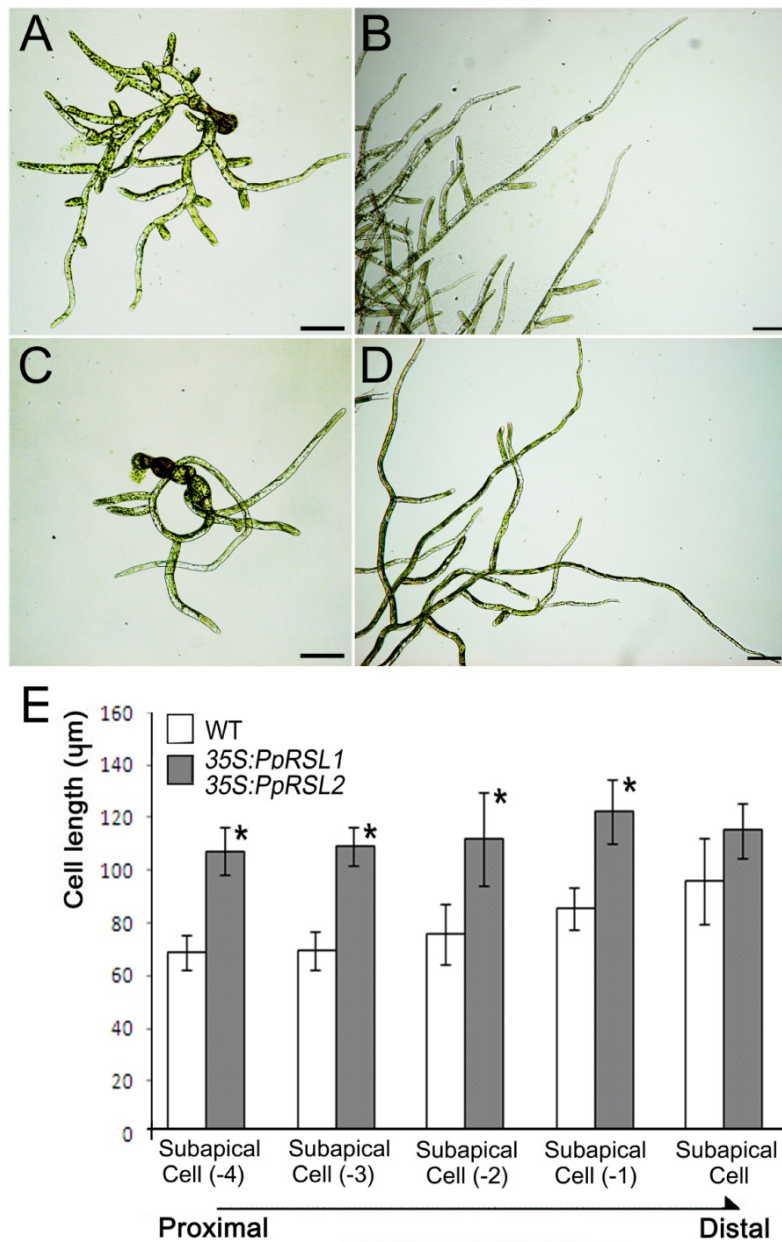 A
B
C
D
E
Cell length (ųm)
160
140
120
100
80
60
40
20
0
WT
35S:PpRSL1
35S:PpRSL2
*
*
*
*
Subapical
Cell (-4)
Subapical
Cell (-3)
Subapical
Cell (-2)
Subapical
Cell (-1)
Subapical
Cell
Proximal
Distal